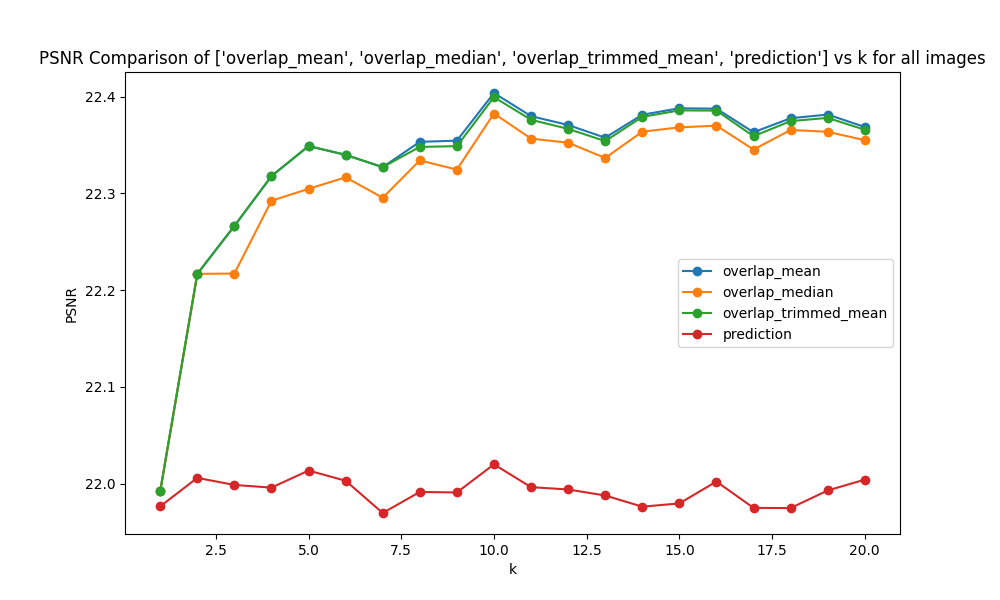 PSNR Comparison of ['overlap_mean', 'overlap_median', 'overlap_trimmed_mean', 'prediction'] vs k for all images
22.4
22.3
22.2
22.1
22.0
PSNR
overlap_mean
overlap_median
overlap_trimmed_mean
prediction
2.5 5.0 7.5 10.0 12.5 15.0 17.5 20.0
k